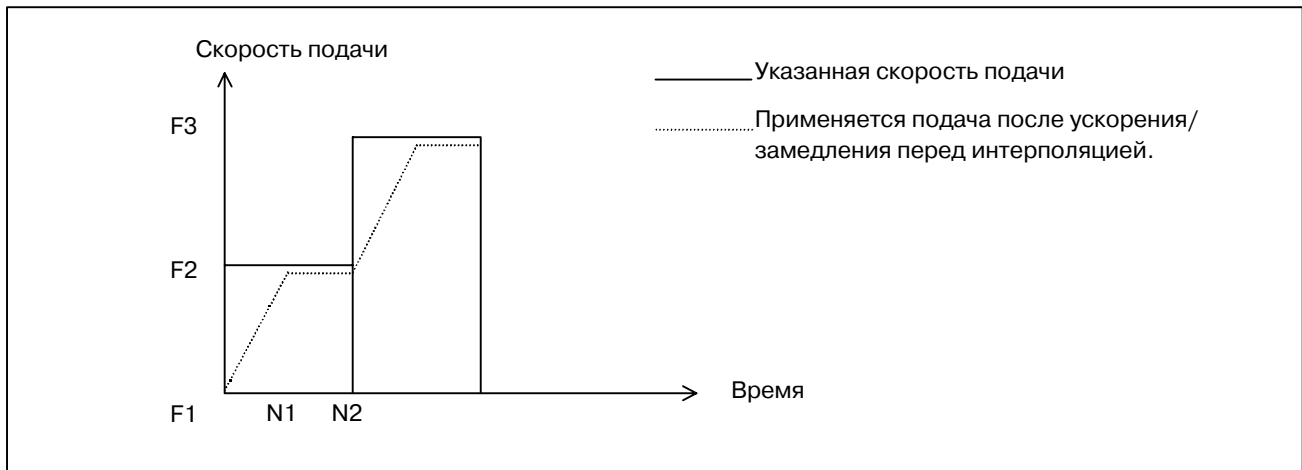 Скорость подачи
Указанная скорость подачи
Применяется подача после ускорения/
замедления перед интерполяцией.
F3
F2
Время
F1 N1 N2